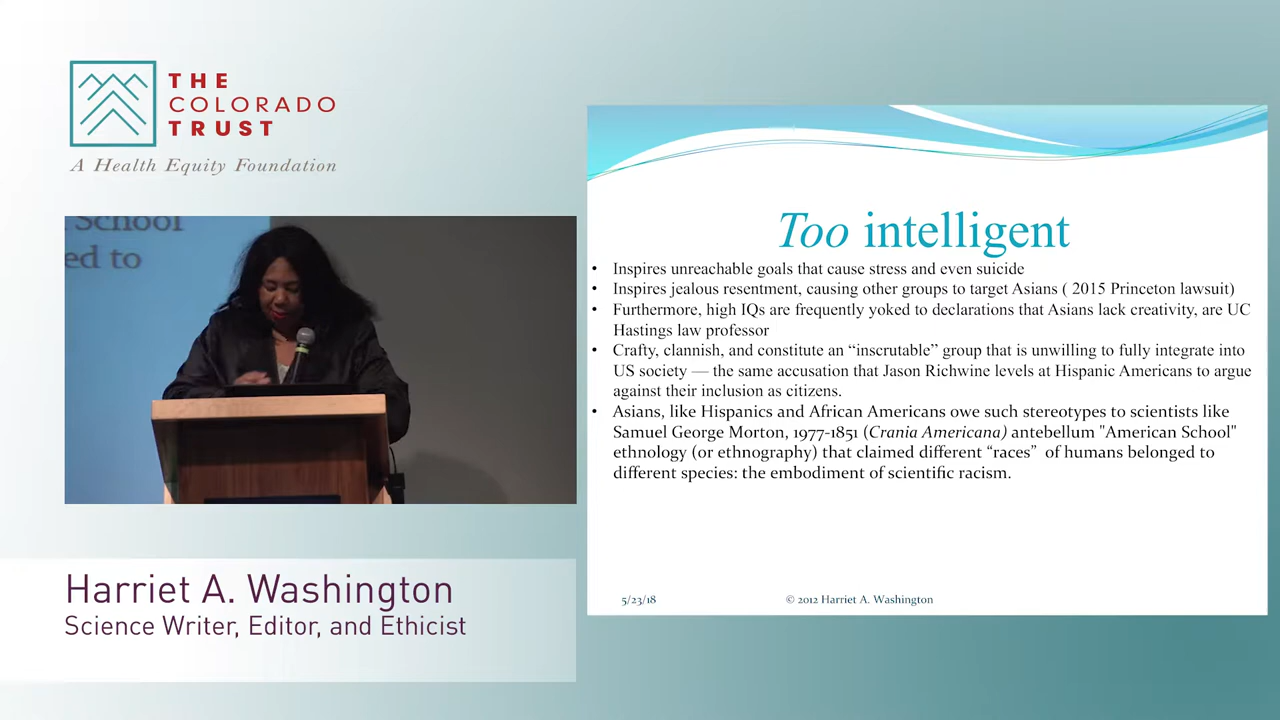 THE
COLORADO
TRUST
A Health Equity Foundation
School
ed to
Harriet A. Washington
Science Writer, Editor, and Ethicist
Too intelligent
• Inspires unreachable goals that cause stress and even suicide
• Inspires jealous resentment, causing other groups to target Asians ( 2015 Princeton lawsuit)
• Furthermore, high IQs are frequently yoked to declarations that Asians lack creativity, are UC
Hastings law professor
• Crafty, clannish, and constitute an “inscrutable” group that is unwilling to fully integrate into
US society — the same accusation that Jason Richwine levels at Hispanic Americans to argue
against their inclusion as citizens.
• Asians, like Hispanics and African Americans owe such stereotypes to scientists like
Samuel George Morton, 1977-1851 (Crania Americana) antebellum "American School"
ethnology (or ethnography) that claimed different “races” of humans belonged to
different species: the embodiment of scientific racism.
5/23/18
© 2012 Harriet A. Washington